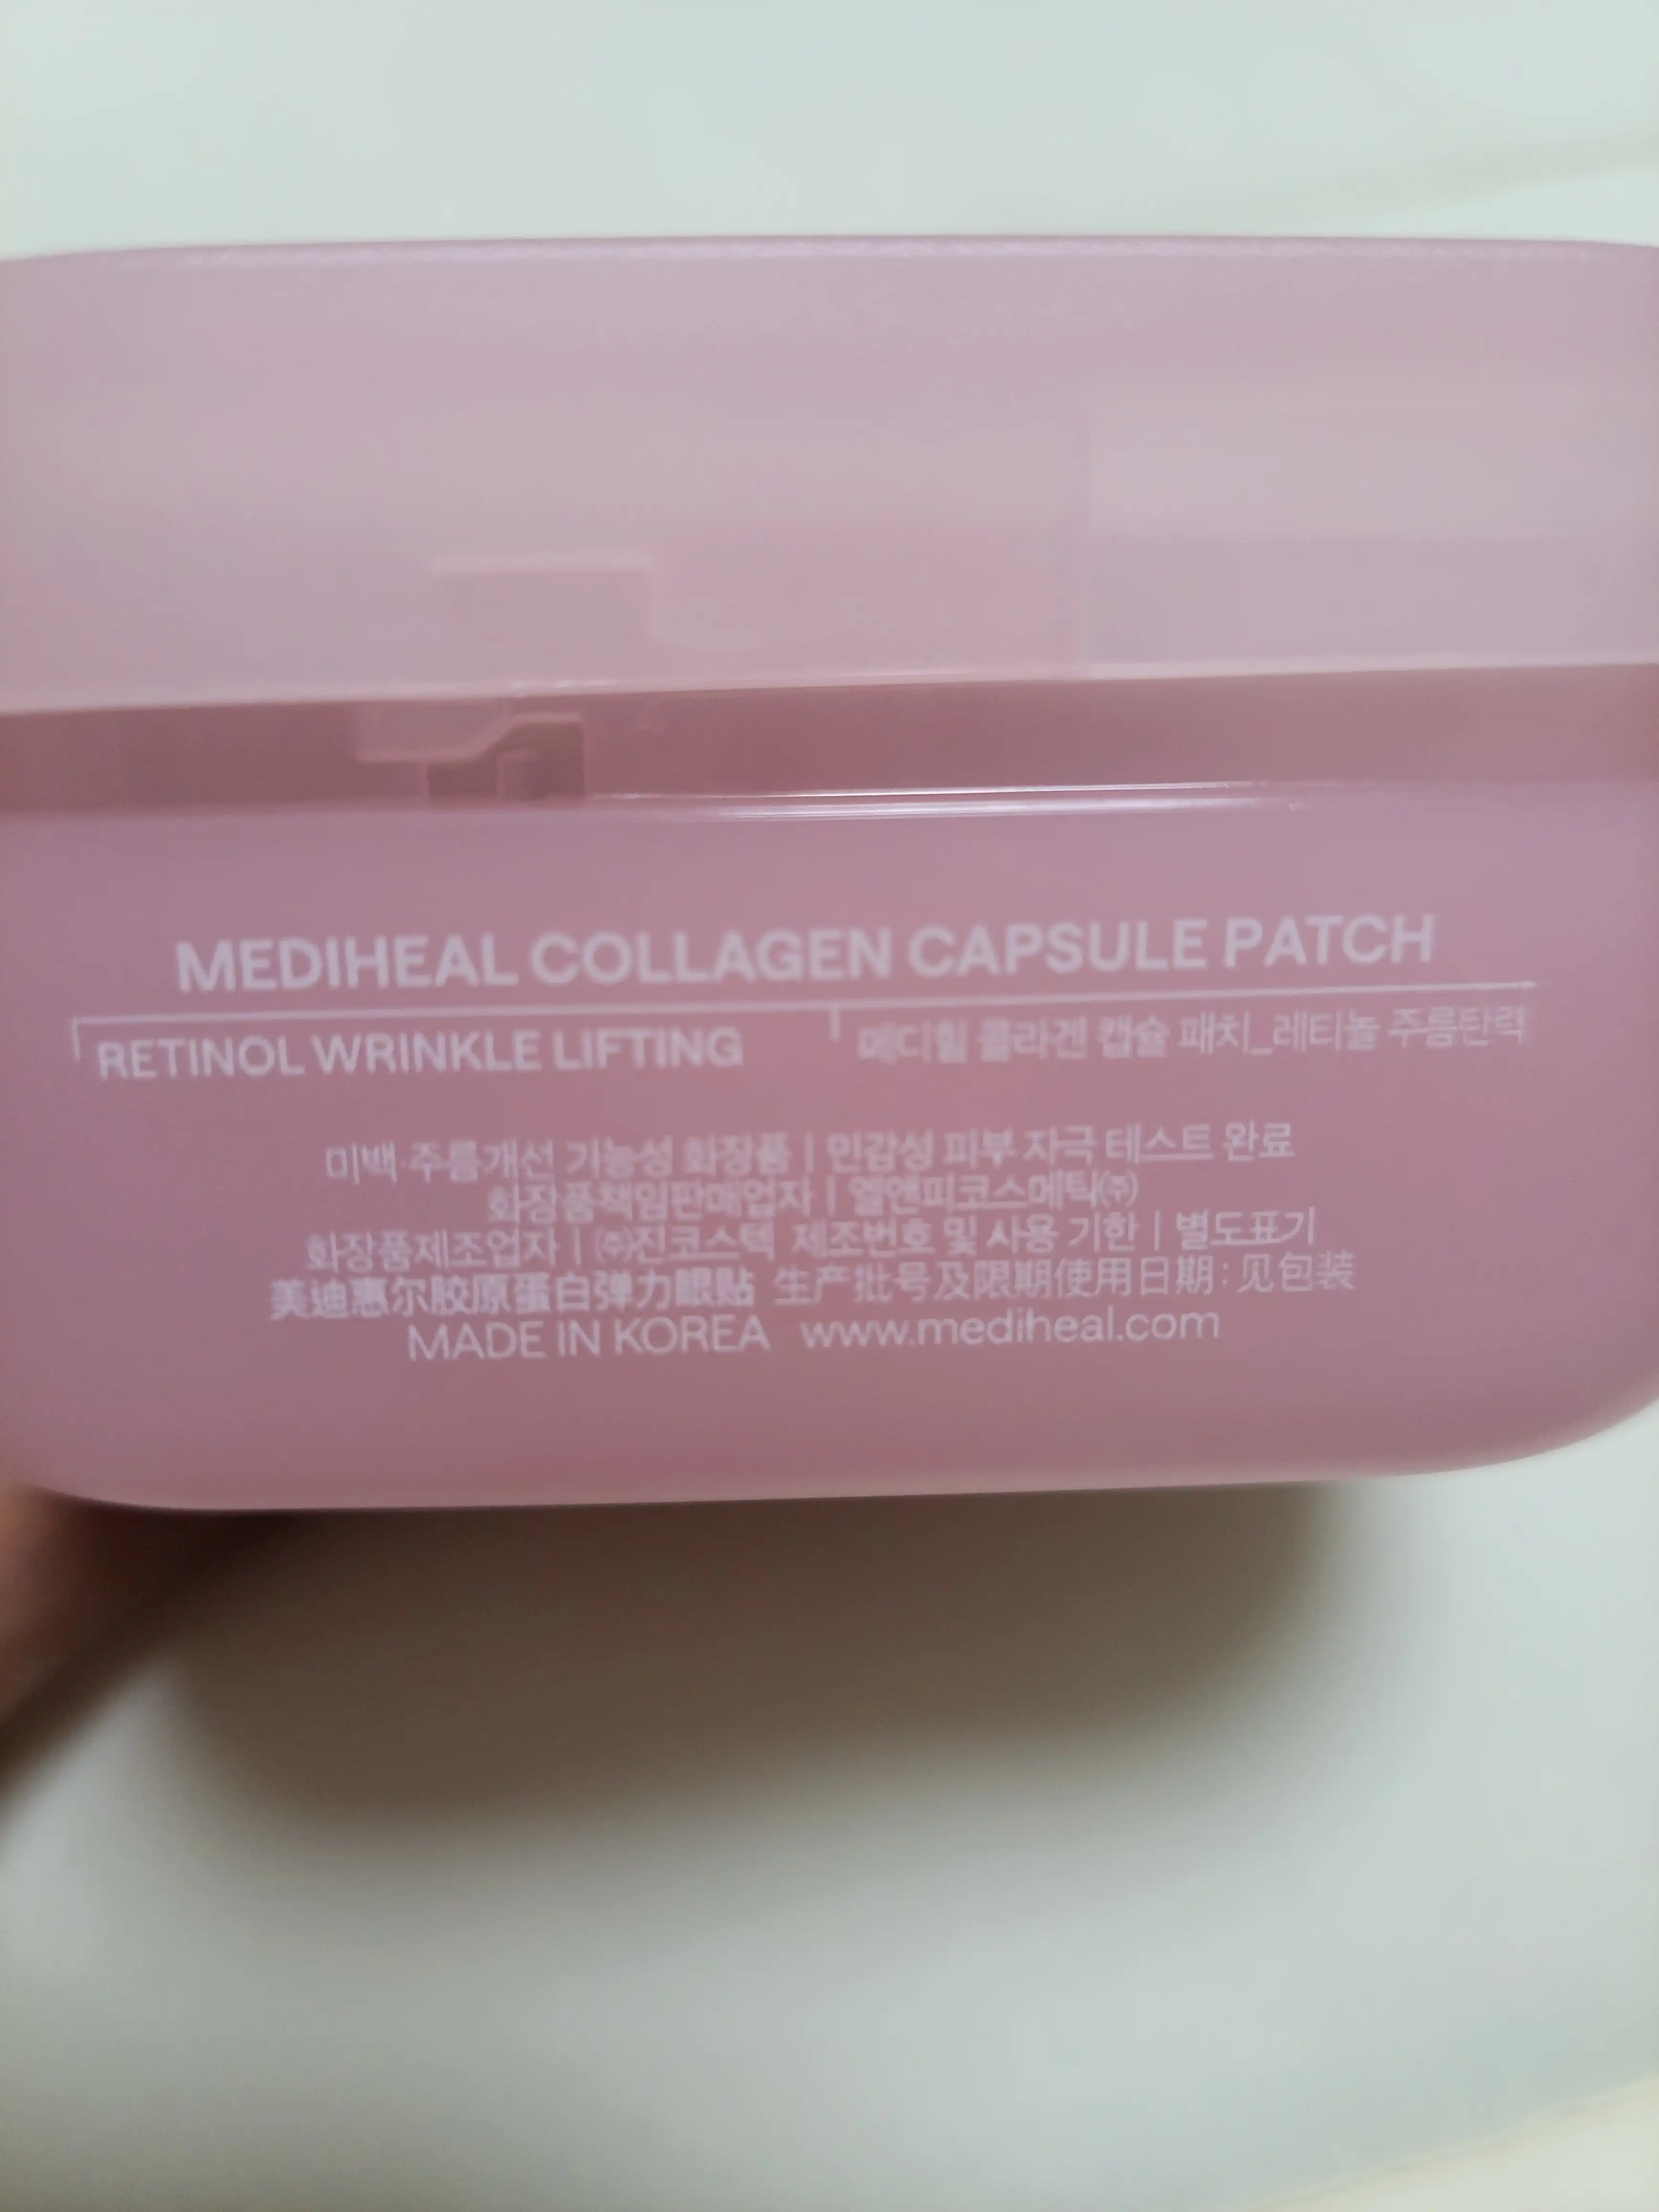 MEDIHEAL COLLAGEN CAPSULE PATCH
RETINOL WRINKLE LIFTING 메디힐 콜라겐 캡슐 패치_레티놀 주름탄력
미백·주름개선 기능성 화장품 | 민감성 피부 자극 테스트 완료
화장품책임판매업자 | 엘앤피코스메틱㈜
화장품제조업자 | ㈜진코스텍 제조번호 및 사용 기한 | 별도표기
美迪惠尔胶原蛋白弹力眼贴 生产批号及限期使用日期: 见包装
MADE IN KOREA www.mediheal.com